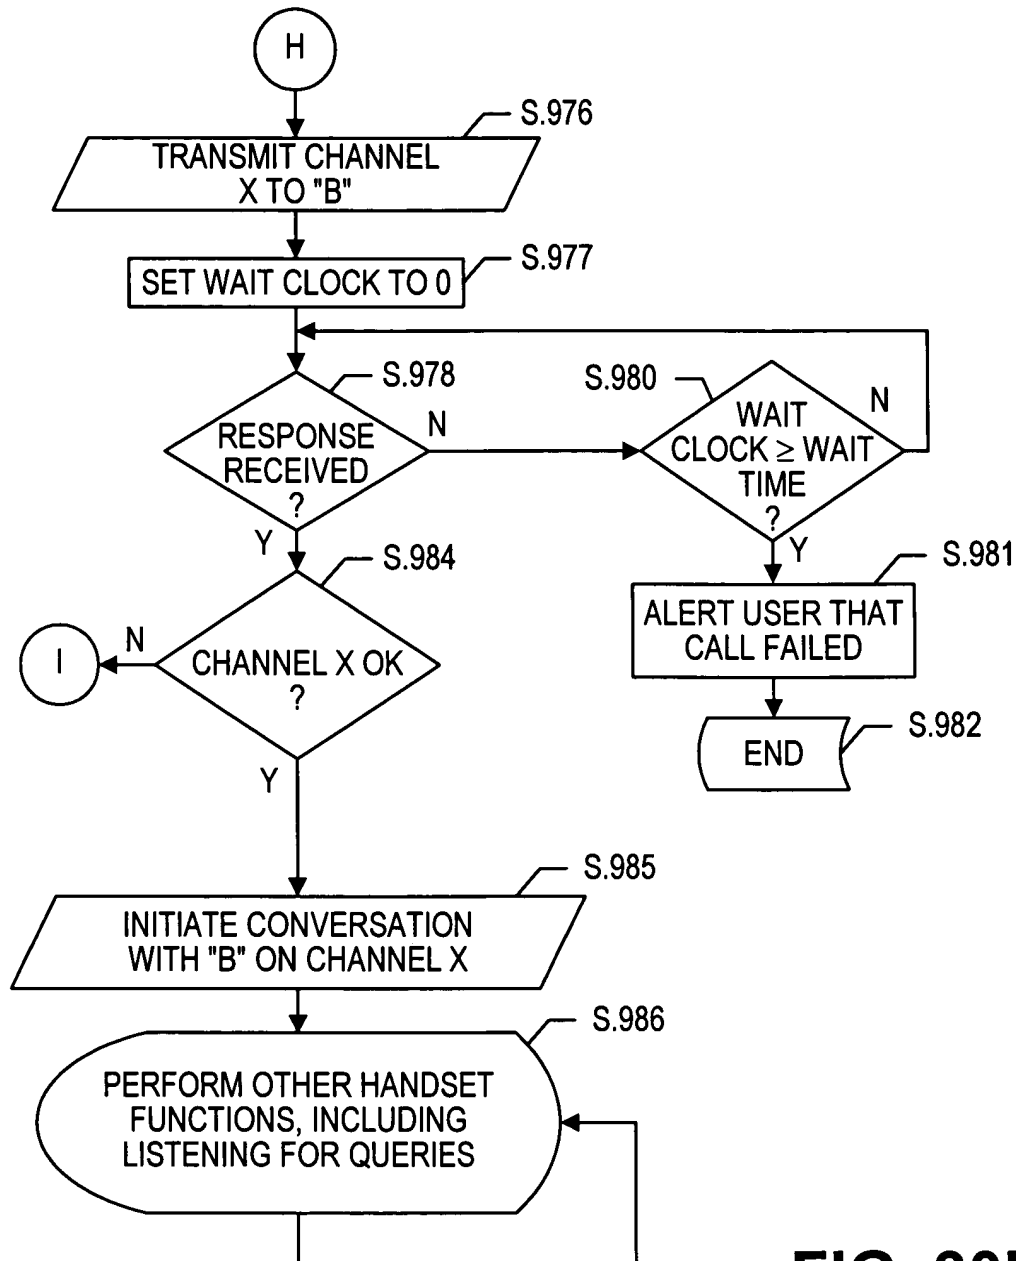 H
S.976
TRANSMIT CHANNEL
X TO "B"
S.977
SET WAIT CLOCK TO 0
S.978
RESPONSE
RECEIVED
?
N
Y
S.980
WAIT
CLOCK ≥ WAIT
TIME
?
N
Y
S.981
ALERT USER THAT
CALL FAILED
S.982
END
S.984
CHANNEL X OK
?
N
I
Y
S.985
INITIATE CONVERSATION
WITH "B" ON CHANNEL X
S.986
PERFORM OTHER HANDSET
FUNCTIONS, INCLUDING
LISTENING FOR QUERIES
FIG.